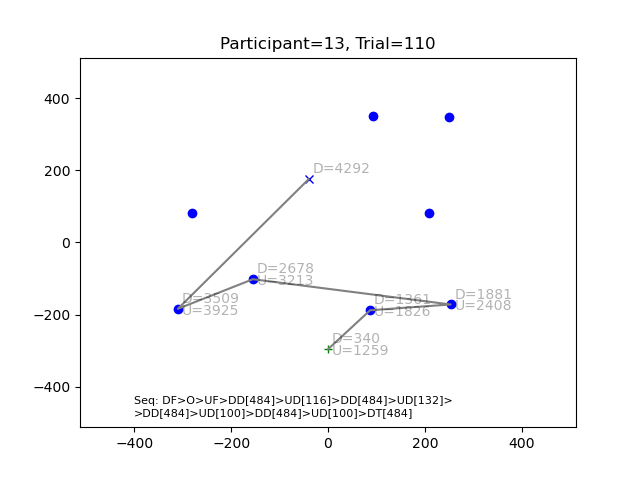 Participant=13, Trial=110
400
200
0
−200
−400
D=4292
D=2678
U=3213
D=3509
U=3925
D=1361
U=1826
D=1881
U=2408
D=340
U=1259
Seq: DF>O>UF>DD[484]>UD[116]>DD[484]>UD[132]>
>DD[484]>UD[100]>DD[484]>UD[100]>DT[484]
−400 −200 0 200 400